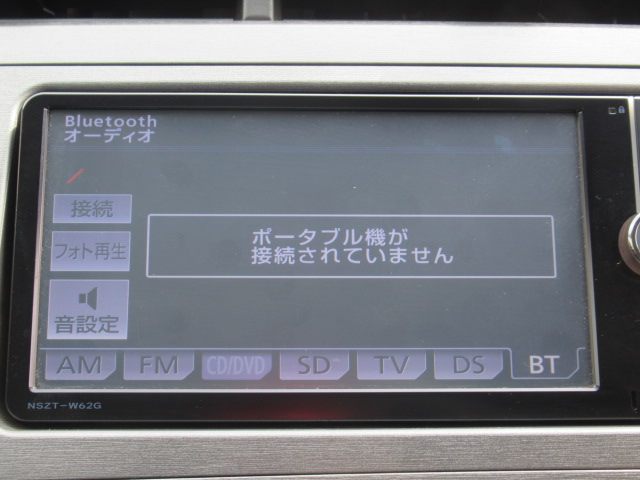 Bluetooth
オーディオ
接続
フォト再生
音設定
ポータブル機が
接続されていません
AM FM CD/DVD SD TV DS BT
NSZT-W62G